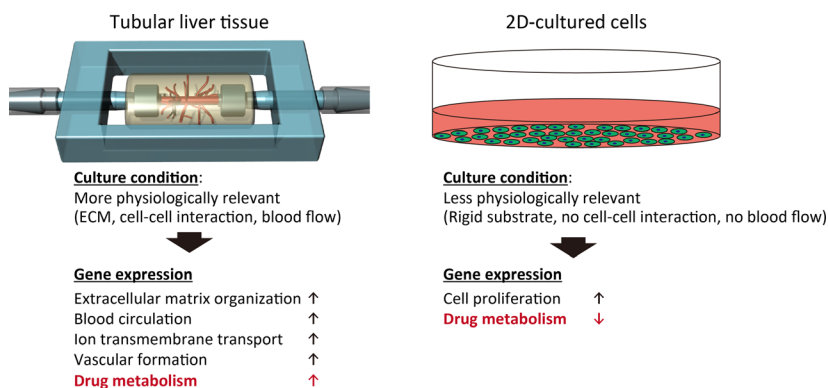 Tubular liver tissue
Culture condition:
More physiologically relevant
(ECM, cell-cell interaction, blood flow)
Gene expression
Extracellular matrix organization ↑
Blood circulation ↑
Ion transmembrane transport ↑
Vascular formation ↑
Drug metabolism ↑
2D-cultured cells
Culture condition:
Less physiologically relevant
(Rigid substrate, no cell-cell interaction, no blood flow)
Gene expression
Cell proliferation ↑
Drug metabolism ↓